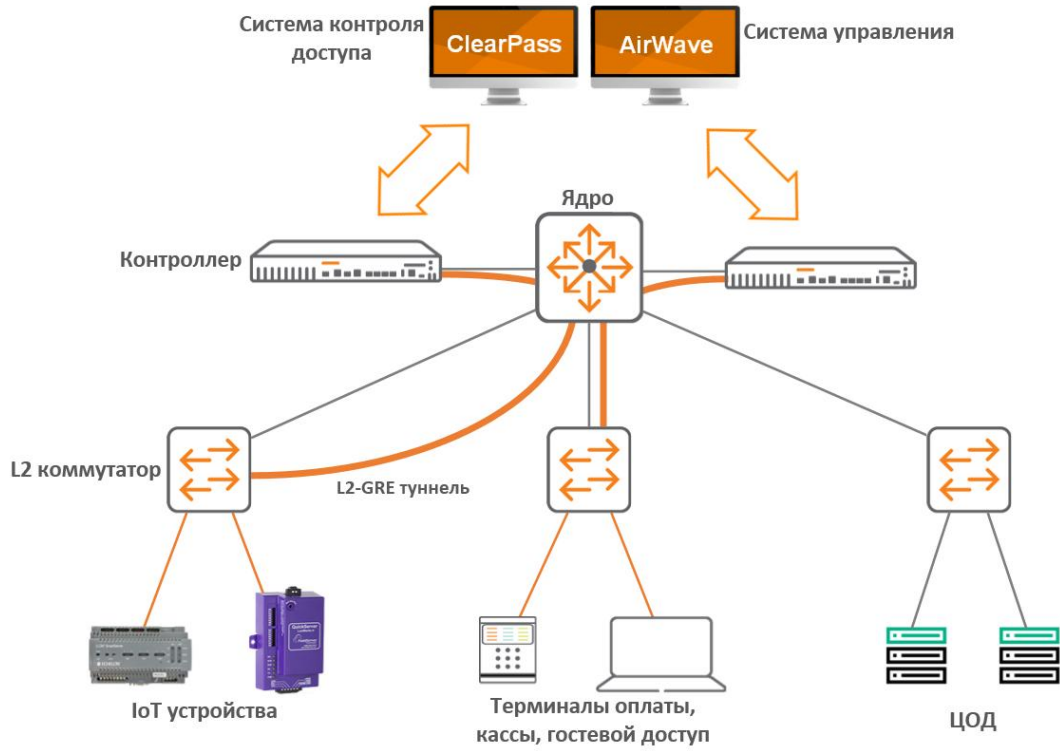 Система контроля
доступа
ClearPass
AirWave
Система управления
Ядро
Контроллер
L2 коммутатор
L2-GRE туннель
IoT устройства
Терминалы оплаты,
кассы, гостевой доступ
ЦОД